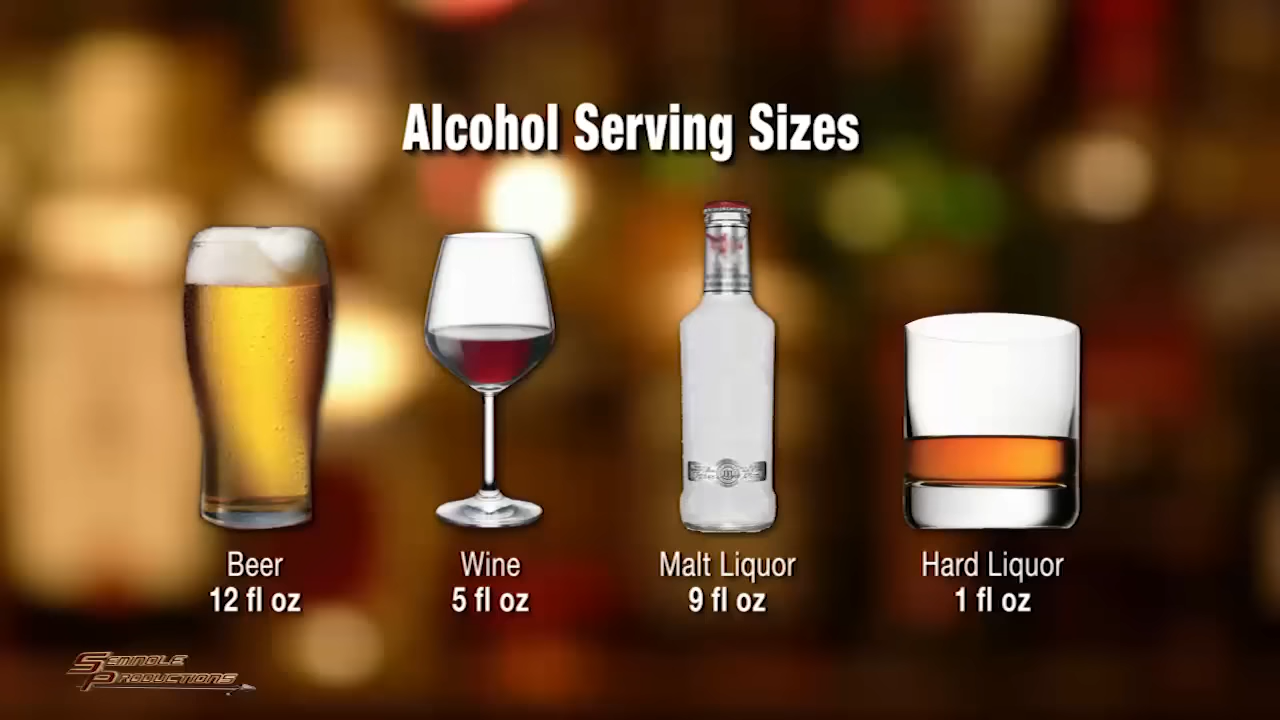 Alcohol Serving Sizes
Beer
12 fl oz
Wine
5 fl oz
Malt Liquor
9 fl oz
Hard Liquor
1 fl oz
SEMINOLE
PRODUCTIONS